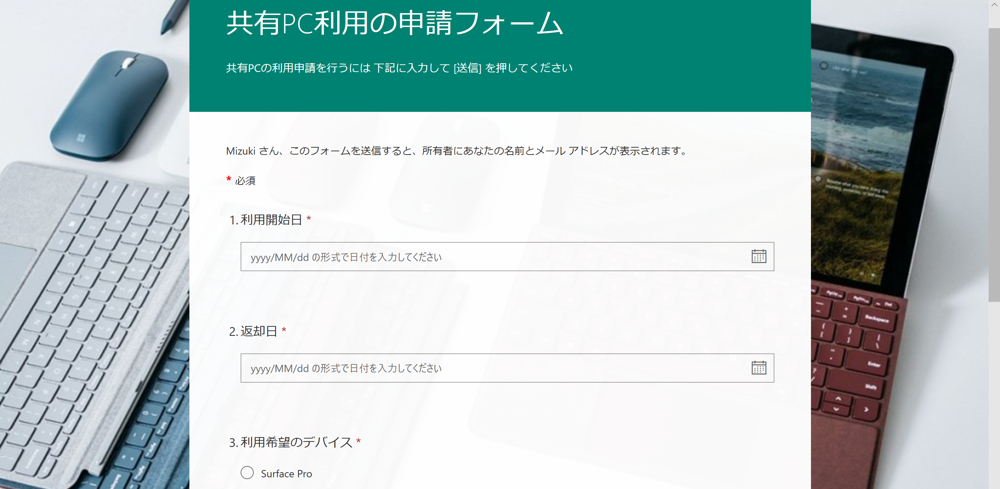 共有PC利用の申請フォーム
共有PCの利用申請を行うには 下記に入力して [送信] を押してください
Mizuki さん、このフォームを送信すると、所有者にあなたの名前とメール アドレスが表示されます。
* 必須
1. 利用開始日 *
yyyy/MM/dd の形式で日付を入力してください
2. 返却日 *
yyyy/MM/dd の形式で日付を入力してください
3. 利用希望のデバイス *
Surface Pro
Backspace
Enter
Shift